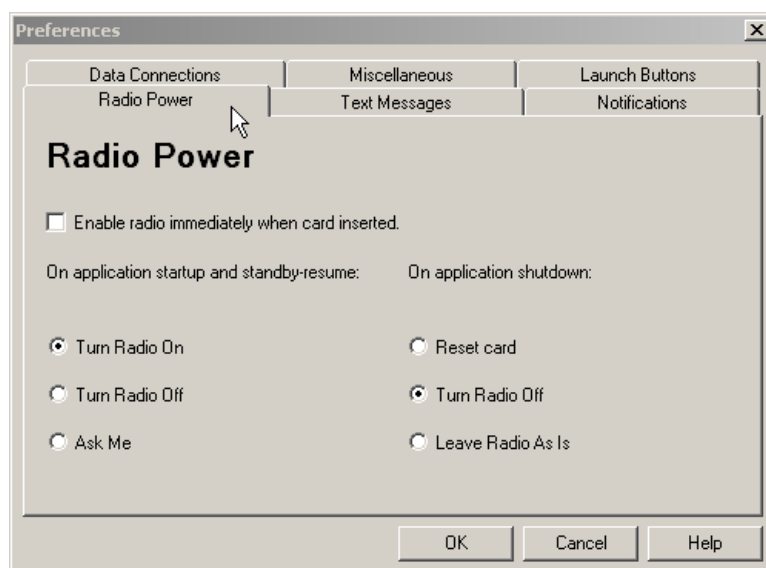 Preferences
Data Connections Miscellaneous Launch Buttons
Radio Power Text Messages Notifications
Radio Power
Enable radio immediately when card inserted.
On application startup and standby-resume: On application shutdown:
Turn Radio On Reset card
Turn Radio Off Turn Radio Off
Ask Me Leave Radio As Is
OK Cancel Help